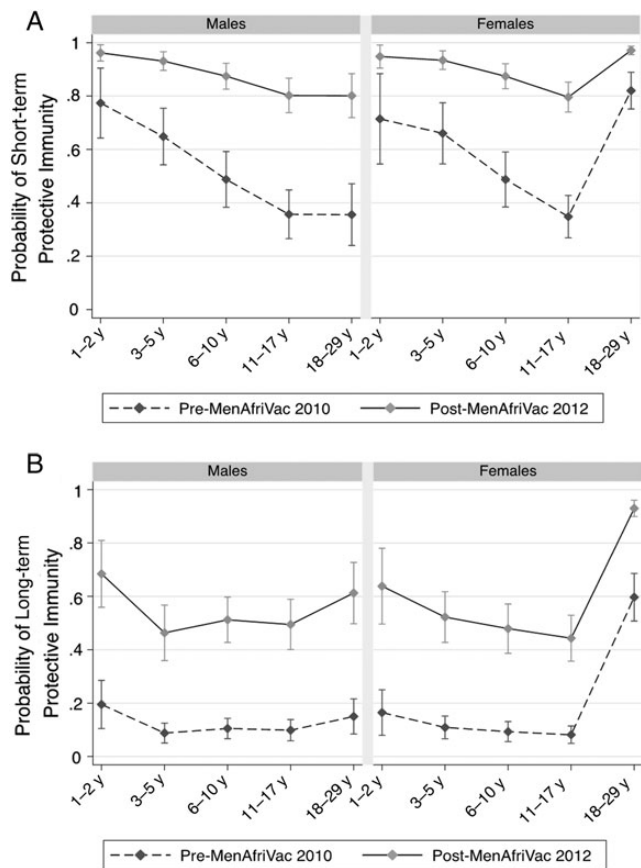 A
Males
Females
Probability of Short-term
Protective Immunity
1
.8
.6
.4
.2
0
1–2 y
3–5 y
6–10 y
11–17 y
18–29 y
1–2 y
3–5 y
6–10 y
11–17 y
18–29 y
Pre-MenAfriVac 2010
Post-MenAfriVac 2012
B
Males
Females
Probability of Long-term
Protective Immunity
1
.8
.6
.4
.2
0
1–2 y
3–5 y
6–10 y
11–17 y
18–29 y
1–2 y
3–5 y
6–10 y
11–17 y
18–29 y
Pre-MenAfriVac 2010
Post-MenAfriVac 2012